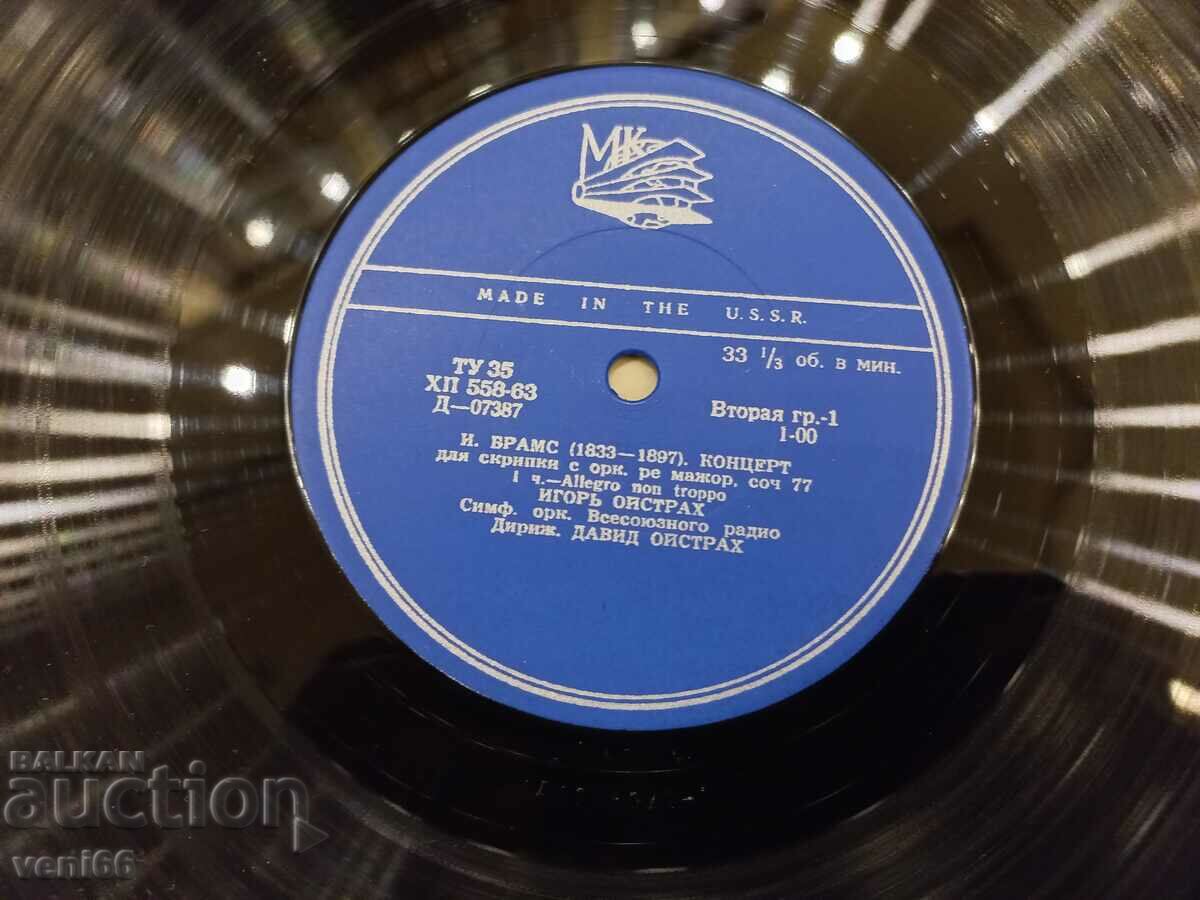 МК
MADE IN THE U.S.S.R.
33 1/3 об. в мин.
ТУ 35
ХП 558-63
Д—07387
Вторая гр.-1
1-00
И. БРАМС (1833—1897). КОНЦЕРТ
для скрипки с орк. ре мажор, соч 77
1 ч.—Allegro non troppo
ИГОРЬ ОЙСТРАХ
Симф. орк. Всесоюзного радио
Дириж. ДАВИД ОЙСТРАХ
BALKAN
auction
veni66